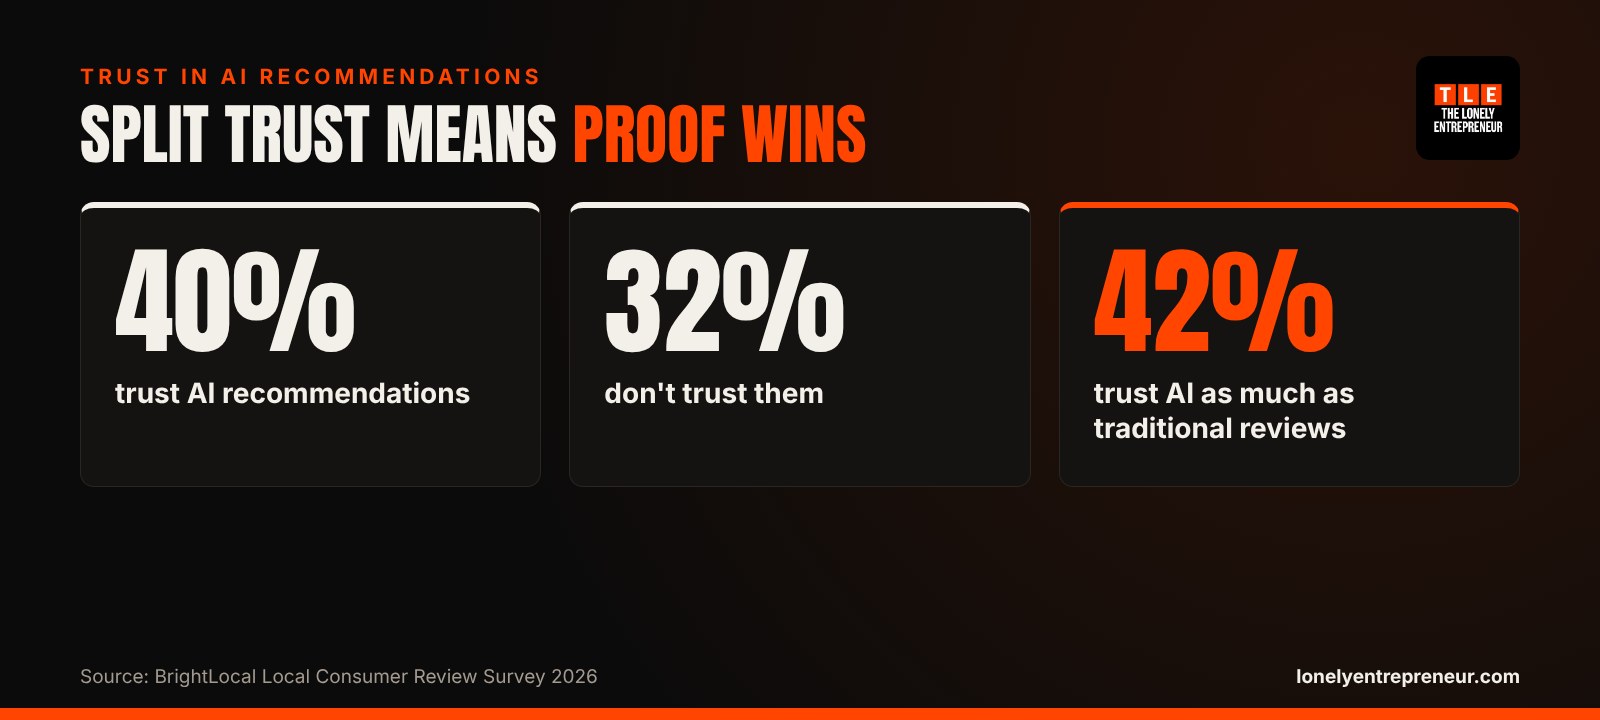 TRUST IN AI RECOMMENDATIONS
SPLIT TRUST MEANS PROOF WINS
T L E
THE LONELY
ENTREPRENEUR
40%
trust AI recommendations
32%
don't trust them
42%
trust AI as much as
traditional reviews
Source: BrightLocal Local Consumer Review Survey 2026
lonelyentrepreneur.com